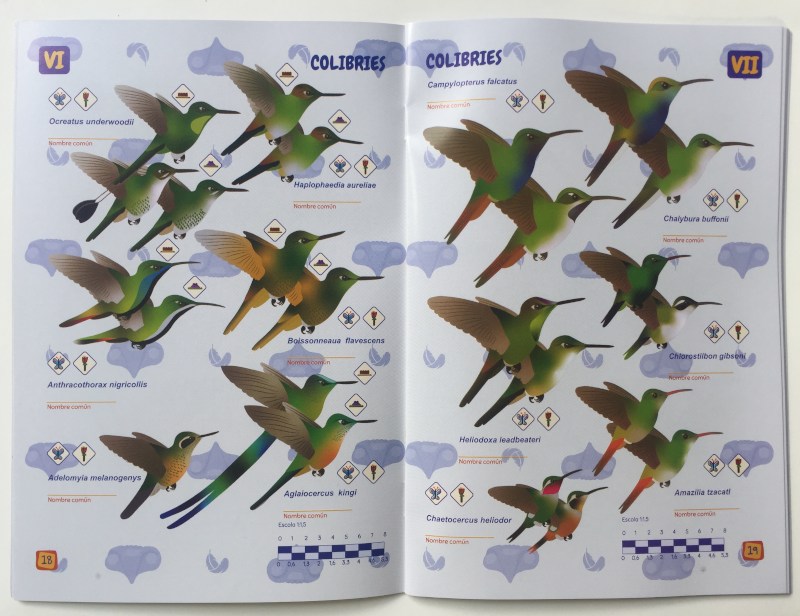 VI
COLIBRIES
Ocreatus underwoodii
Nombre común
Haplophaedia aureliae
Nombre común
Boissonneaua flavescens
Nombre común
Anthracothorax nigricollis
Nombre común
Adelomyia melanogenys
Nombre común
Aglaiocercus kingi
Nombre común
Escala 1:1,5
0 1 2 3 4 5 6 7 8
0 0,6 1,3 2 2,6 3,3 4 4,6 5,3
18
COLIBRIES
VII
Campylopterus falcatus
Nombre común
Chalybura buffonii
Nombre común
Chlorostilbon gibsoni
Nombre común
Heliodoxa leadbeateri
Nombre común
Amazilia tzacatl
Nombre común
Chaetocercus heliodor
Nombre común
Escala 1:1,5
0 1 2 3 4 5 6 7 8
0 0,6 1,3 2 2,6 3,3 4 4,6 5,3
19